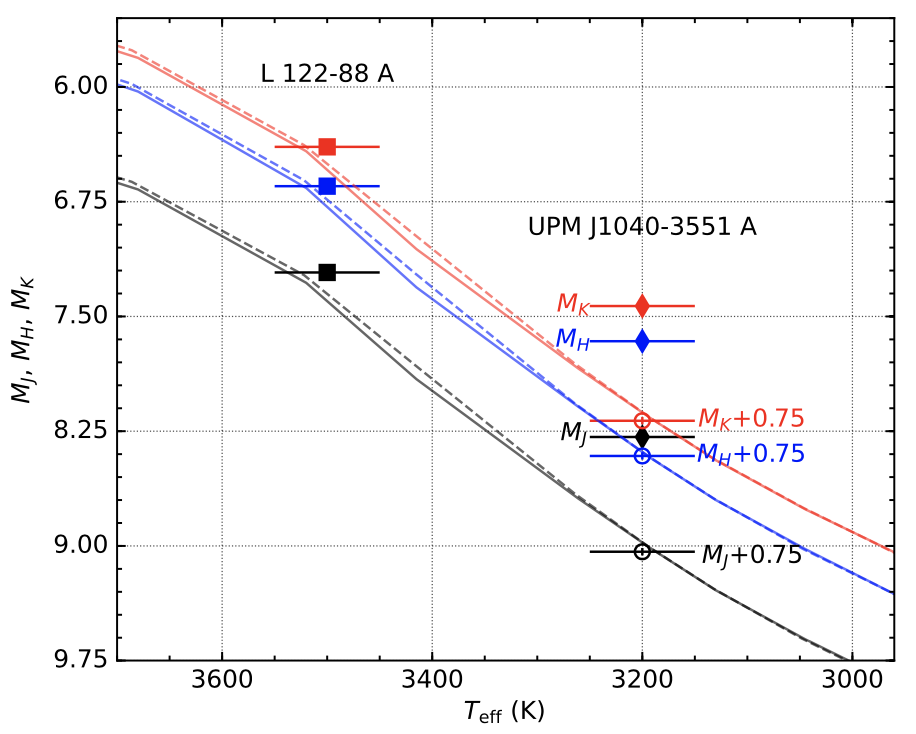 L 122-88 A
6.00
6.75
UPM J1040-3551 A
M_K
7.50
M_H
M_K+0.75
8.25
M_J
M_H+0.75
9.00
M_J+0.75
9.75
3600 3400 3200 3000
T_eff (K)
M_J, M_H, M_K